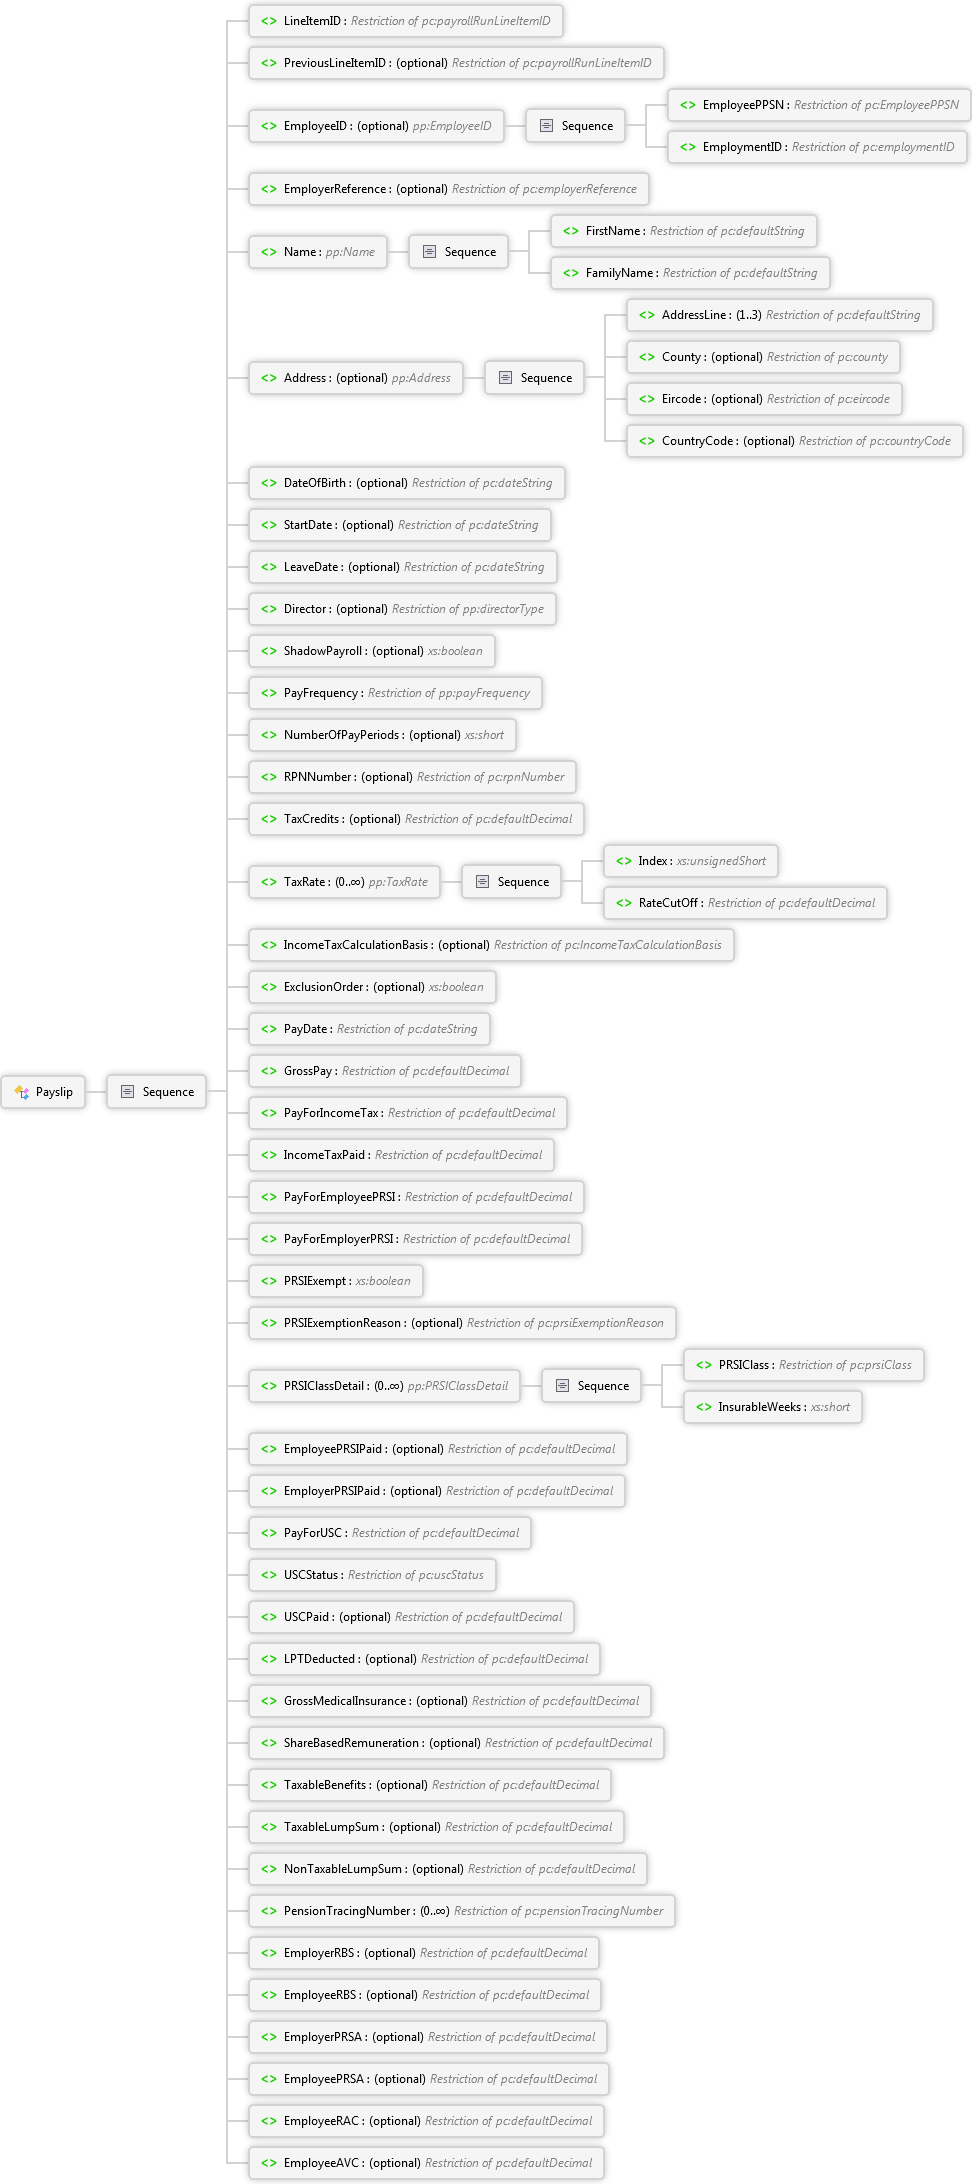 LineItemID : Restriction of pc:payrollRunLineItemID
PreviousLineItemID : (optional) Restriction of pc:payrollRunLineItemID
EmployeeID : (optional) pp:EmployeeID
Sequence
EmployeePPSN : Restriction of pc:EmployeePPSN
EmploymentID : Restriction of pc:employmentID
EmployerReference : (optional) Restriction of pc:employerReference
Name : pp:Name
Sequence
FirstName : Restriction of pc:defaultString
FamilyName : Restriction of pc:defaultString
Address : (optional) pp:Address
Sequence
AddressLine : (1..3) Restriction of pc:defaultString
County : (optional) Restriction of pc:county
Eircode : (optional) Restriction of pc:eircode
CountryCode : (optional) Restriction of pc:countryCode
DateOfBirth : (optional) Restriction of pc:dateString
StartDate : (optional) Restriction of pc:dateString
LeaveDate : (optional) Restriction of pc:dateString
Director : (optional) Restriction of pp:directorType
ShadowPayroll : (optional) xs:boolean
PayFrequency : Restriction of pp:payFrequency
NumberOfPayPeriods : (optional) xs:short
RPNNumber : (optional) Restriction of pc:rpnNumber
TaxCredits : (optional) Restriction of pc:defaultDecimal
TaxRate : (0..∞) pp:TaxRate
Sequence
Index : xs:unsignedShort
RateCutOff : Restriction of pc:defaultDecimal
IncomeTaxCalculationBasis : (optional) Restriction of pc:IncomeTaxCalculationBasis
ExclusionOrder : (optional) xs:boolean
PayDate : Restriction of pc:dateString
GrossPay : Restriction of pc:defaultDecimal
Payslip
Sequence
PayForIncomeTax : Restriction of pc:defaultDecimal
IncomeTaxPaid : Restriction of pc:defaultDecimal
PayForEmployeePRSI : Restriction of pc:defaultDecimal
PayForEmployerPRSI : Restriction of pc:defaultDecimal
PRSIExempt : xs:boolean
PRSIExemptionReason : (optional) Restriction of pc:prsiExemptionReason
PRSIClassDetail : (0..∞) pp:PRSIClassDetail
Sequence
PRSIClass : Restriction of pc:prsiClass
InsurableWeeks : xs:short
EmployeePRSIPaid : (optional) Restriction of pc:defaultDecimal
EmployerPRSIPaid : (optional) Restriction of pc:defaultDecimal
PayForUSC : Restriction of pc:defaultDecimal
USCStatus : Restriction of pc:uscStatus
USCPaid : (optional) Restriction of pc:defaultDecimal
LPTDeducted : (optional) Restriction of pc:defaultDecimal
GrossMedicalInsurance : (optional) Restriction of pc:defaultDecimal
ShareBasedRemuneration : (optional) Restriction of pc:defaultDecimal
TaxableBenefits : (optional) Restriction of pc:defaultDecimal
TaxableLumpSum : (optional) Restriction of pc:defaultDecimal
NonTaxableLumpSum : (optional) Restriction of pc:defaultDecimal
PensionTracingNumber : (0..∞) Restriction of pc:pensionTracingNumber
EmployerRBS : (optional) Restriction of pc:defaultDecimal
EmployeeRBS : (optional) Restriction of pc:defaultDecimal
EmployerPRSA : (optional) Restriction of pc:defaultDecimal
EmployeePRSA : (optional) Restriction of pc:defaultDecimal
EmployeeRAC : (optional) Restriction of pc:defaultDecimal
EmployeeAVC : (optional) Restriction of pc:defaultDecimal